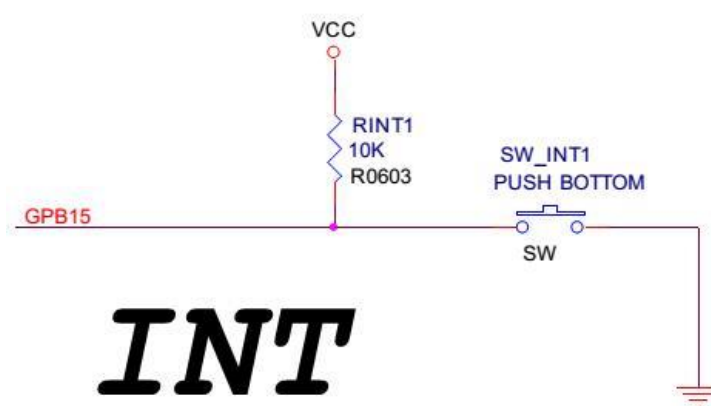 VCC
RINT1
10K
R0603
SW_INT1
PUSH BOTTOM
GPB15
SW
INT